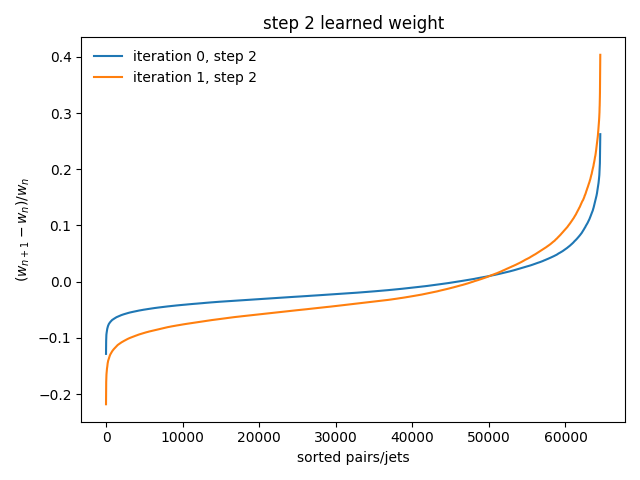 step 2 learned weight
iteration 0, step 2
iteration 1, step 2
(w_{n+1} − w_n)/w_n
0.4
0.3
0.2
0.1
0.0
−0.1
−0.2
0 10000 20000 30000 40000 50000 60000
sorted pairs/jets